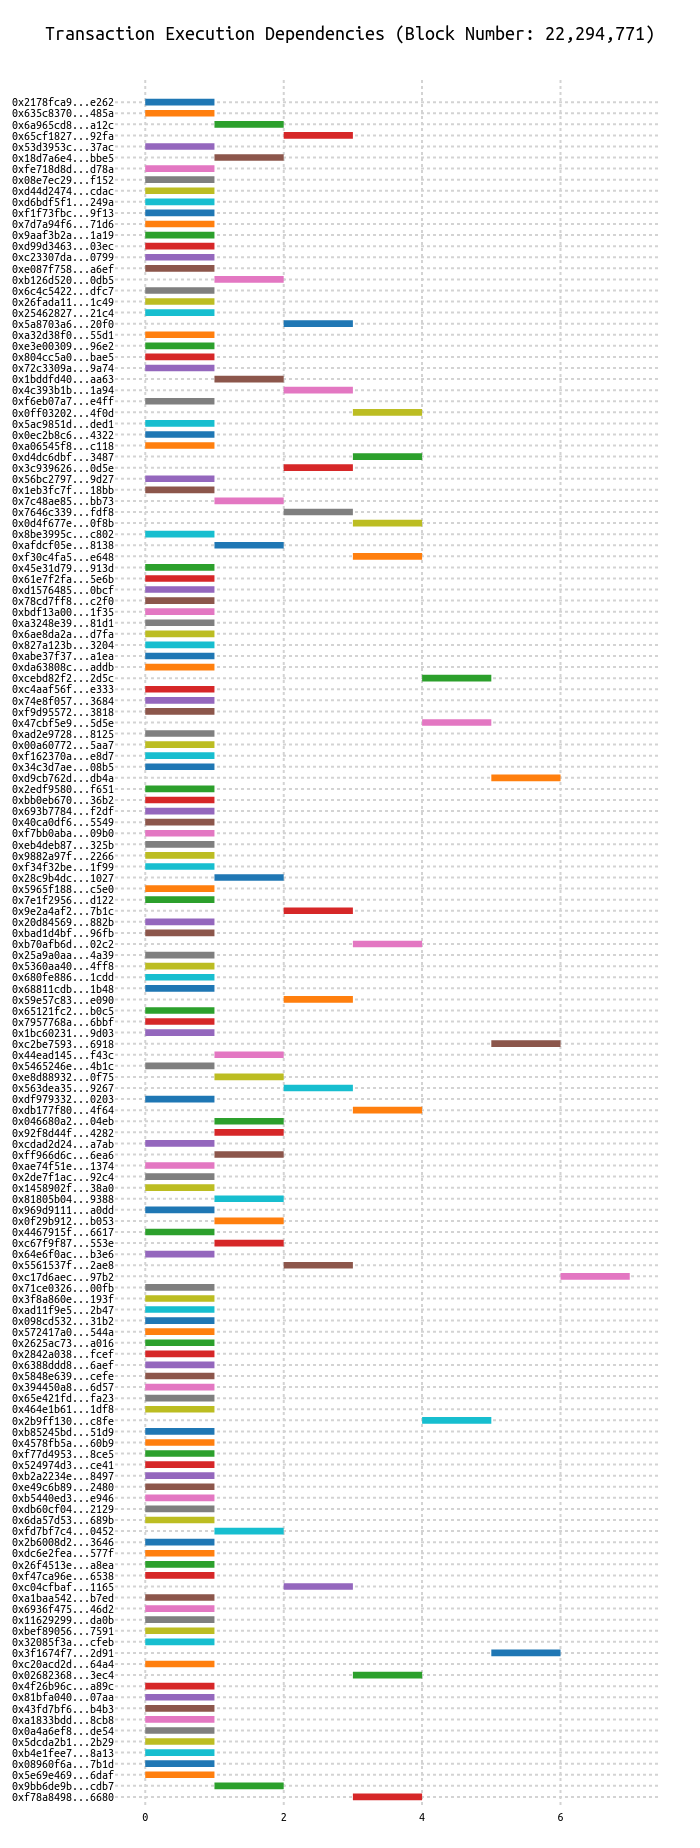 Transaction Execution Dependencies (Block Number: 22,294,771)
0x2178fca9...e262
0x635c8370...485a
0x6a965cd8...a12c
0x65cf1827...92fa
0x53d3953c...37ac
0x18d7a6e4...bbe5
0xfe718d8d...d78a
0x08e7ec29...f152
0xd44d2474...cdac
0xd6bdf5f1...249a
0xf1f73fbc...9f13
0x7d7a94f6...71d6
0x9aaf3b2a...1a19
0xd99d3463...03ec
0xc23307da...0799
0xe087f758...a6ef
0xb126d520...0db5
0x6c4c5422...dfc7
0x26fada11...1c49
0x25462827...21c4
0x5a8703a6...20f0
0xa32d38f0...55d1
0xe3e00309...96e2
0x804cc5a0...bae5
0x72c3309a...9a74
0x1bddfd40...aa63
0x4c393b1b...1a94
0xf6eb07a7...e4ff
0x0ff03202...4f0d
0x5ac9851d...ded1
0x0ec2b8c6...4322
0xa06545f8...c118
0xd4dc6dbf...3487
0x3c939626...0d5e
0x56bc2797...9d27
0x1eb3fc7f...18bb
0x7c48ae85...bb73
0x7646c339...fdf8
0x0d4f677e...0f8b
0x8be3995c...c802
0xafdcf05e...8138
0xf30c4fa5...e648
0x45e31d79...913d
0x61e7f2fa...5e6b
0xd1576485...0bcf
0x78cd7ff8...c2f0
0xbdf13a00...1f35
0xa3248e39...81d1
0x6ae8da2a...d7fa
0x827a123b...3204
0xabe37f37...a1ea
0xda63808c...addb
0xcebd82f2...2d5c
0xc4aaf56f...e333
0x74e8f057...3684
0xf9d95572...3818
0x47cbf5e9...5d5e
0xad2e9728...8125
0x00a60772...5aa7
0xf162370a...e8d7
0x34c3d7ae...08b5
0xd9cb762d...db4a
0x2edf9580...f651
0xbb0eb670...36b2
0x693b7784...f2df
0x40ca0df6...5549
0xf7bb0aba...09b0
0xeb4deb87...325b
0x9882a97f...2266
0xf34f32be...1f99
0x28c9b4dc...1027
0x5965f188...c5e0
0x7e1f2956...d122
0x9e2a4af2...7b1c
0x20d84569...882b
0xbad1d4bf...96fb
0xb70afb6d...02c2
0x25a9a0aa...4a39
0x5360aa40...4ff8
0x680fe886...1cdd
0x68811cdb...1b48
0x59e57c83...e090
0x65121fc2...b0c5
0x7957768a...6bbf
0x1bc60231...9d03
0xc2be7593...6918
0x44ead145...f43c
0x5465246e...4b1c
0xe8d88932...0f75
0x563dea35...9267
0xdf979332...0203
0xdb177f80...4f64
0x046680a2...04eb
0x92f8d44f...4282
0xcdad2d24...a7ab
0xff966d6c...6ea6
0xae74f51e...1374
0x2de7f1ac...92c4
0x1458902f...38a0
0x81805b04...9388
0x969d9111...a0dd
0x0f29b912...b053
0x4467915f...6617
0xc67f9f87...553e
0x64e6f0ac...b3e6
0x5561537f...2ae8
0xc17d6aec...97b2
0x71ce0326...00fb
0x3f8a860e...193f
0xad11f9e5...2b47
0x098cd532...31b2
0x572417a0...544a
0x2625ac73...a016
0x2842a038...fcef
0x6388ddd8...6aef
0x5848e639...cefe
0x394450a8...6d57
0x65e421fd...fa23
0x464e1b61...1df8
0x2b9ff130...c8fe
0xb85245bd...51d9
0x4578fb5a...60b9
0xf77d4953...8ce5
0x524974d3...ce41
0xb2a2234e...8497
0xe49c6b89...2480
0xb5440ed3...e946
0xdb60cf04...2129
0x6da57d53...689b
0xfd7bf7c4...0452
0x2b6008d2...3646
0xdc6e2fea...577f
0x26f4513e...a8ea
0xf47ca96e...6538
0xc04cfbaf...1165
0xa1baa542...b7ed
0x6936f475...46d2
0x11629299...da0b
0xbef89056...7591
0x32085f3a...cfeb
0x3f1674f7...2d91
0xc20acd2d...64a4
0x02682368...3ec4
0x4f26b96c...a89c
0x81bfa040...07aa
0x43fd7bf6...b4b3
0xa1833bdd...8cb8
0x0a4a6ef8...de54
0x5dcda2b1...2b29
0xb4e1fee7...8a13
0x08960f6a...7b1d
0x5e69e469...6daf
0x9bb6de9b...cdb7
0xf78a8498...6680
0 2 4 6